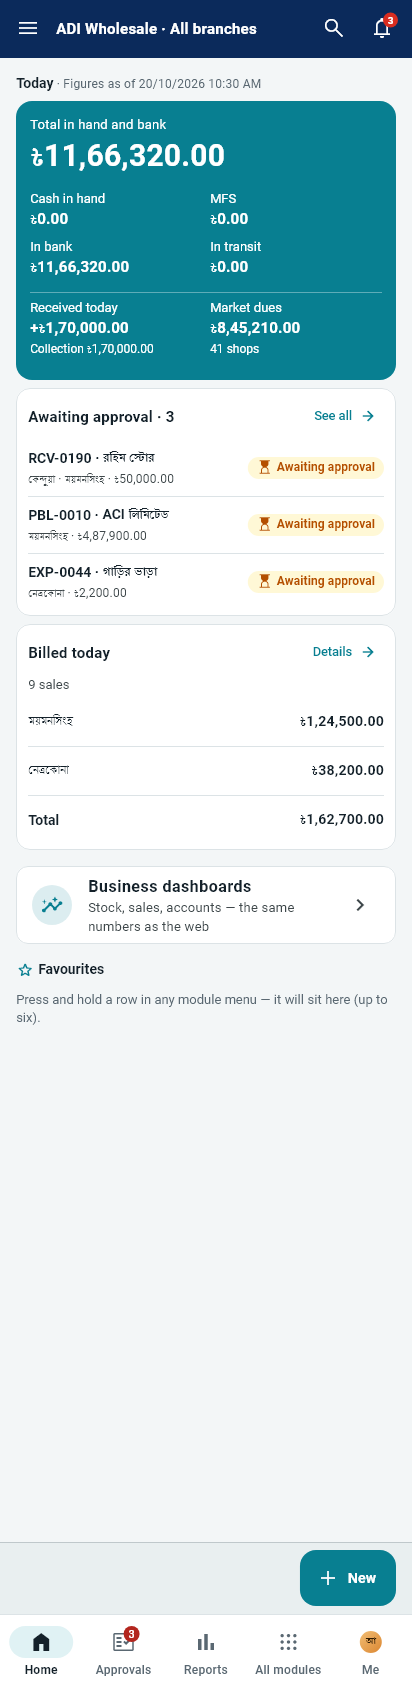 ADI Wholesale · All branches
3
Today · Figures as of 20/10/2026 10:30 AM
Total in hand and bank
৳11,66,320.00
Cash in hand
৳0.00
MFS
৳0.00
In bank
৳11,66,320.00
In transit
৳0.00
Received today
+৳1,70,000.00
Collection ৳1,70,000.00
Market dues
৳8,45,210.00
41 shops
Awaiting approval · 3
See all
RCV-0190 · রহিম স্টোর
কেন্দুয়া · ময়মনসিংহ · ৳50,000.00
Awaiting approval
PBL-0010 · ACI লিমিটেড
ময়মনসিংহ · ৳4,87,900.00
Awaiting approval
EXP-0044 · গাড়ির ভাড়া
নেত্রকোনা · ৳2,200.00
Awaiting approval
Billed today
Details
9 sales
ময়মনসিংহ
৳1,24,500.00
নেত্রকোনা
৳38,200.00
Total
৳1,62,700.00
Business dashboards
Stock, sales, accounts — the same
numbers as the web
Favourites
Press and hold a row in any module menu — it will sit here (up to
six).
New
3
আ
Home
Approvals
Reports
All modules
Me